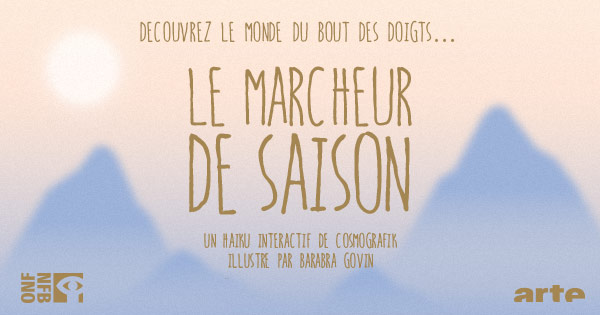 DECOUVREZ LE MONDE DU BOUT DES DOIGTS...
LE MARCHEUR
DE SAISON
UN HAIKU INTERACTIF DE COSMOGRAFIK
ILLUSTRE PAR BARABRA GOVIN
ONF
NFB
arte